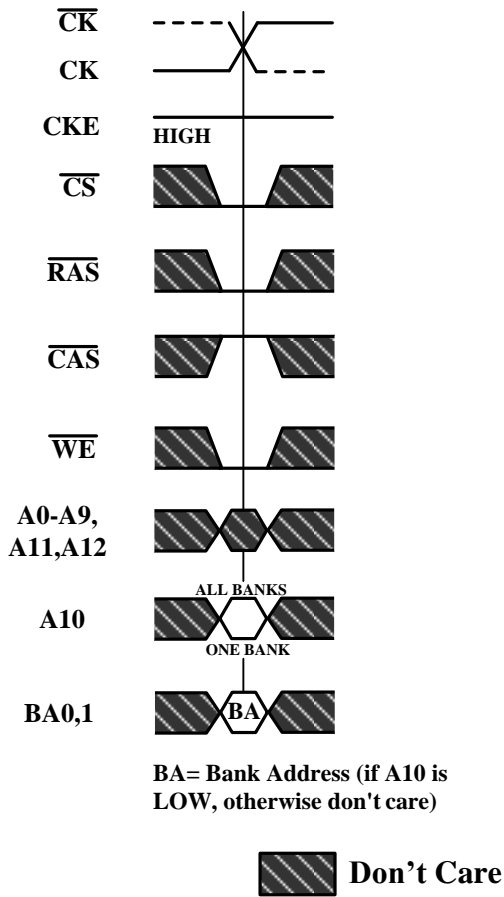 CK
CK
CKE
HIGH
CS
RAS
CAS
WE
A0-A9,
A11,A12
ALL BANKS
A10
ONE BANK
BA0,1
BA
BA= Bank Address (if A10 is
LOW, otherwise don't care)
Don't Care